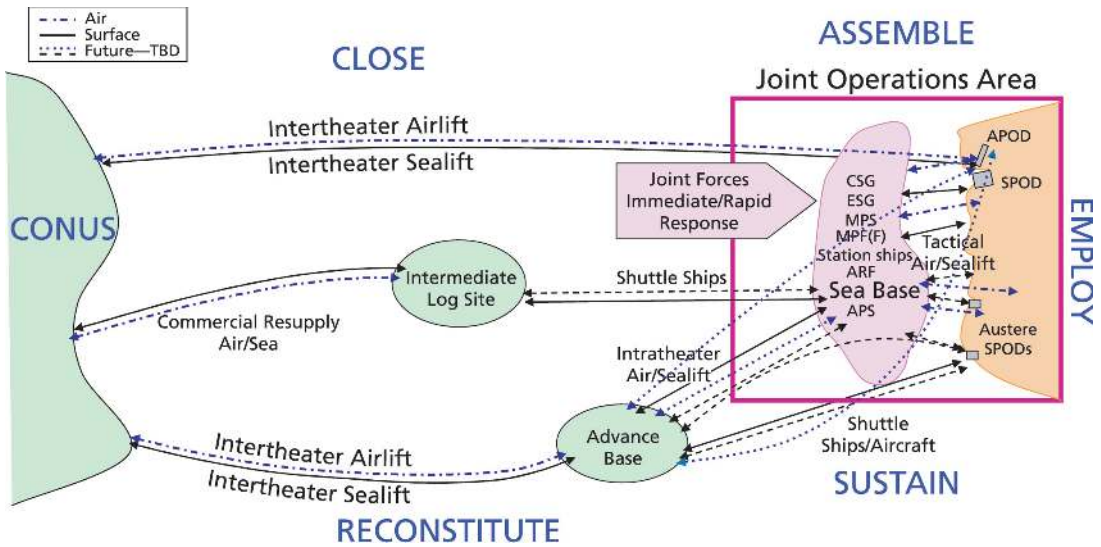 Air
Surface
Future—TBD
CLOSE
ASSEMBLE
Joint Operations Area
Intertheater Airlift
Intertheater Sealift
APOD
SPOD
Joint Forces
Immediate/Rapid
Response
CSG
ESG
MPS
MPF(F)
Station ships
ARF
Sea Base
APS
Tactical
Air/Sealift
EMPLOY
CONUS
Intermediate
Log Site
Shuttle Ships
Commercial Resupply
Air/Sea
Austere
SPODs
Intratheater
Air/Sealift
Intertheater Airlift
Intertheater Sealift
Advance
Base
Shuttle
Ships/Aircraft
SUSTAIN
RECONSTITUTE